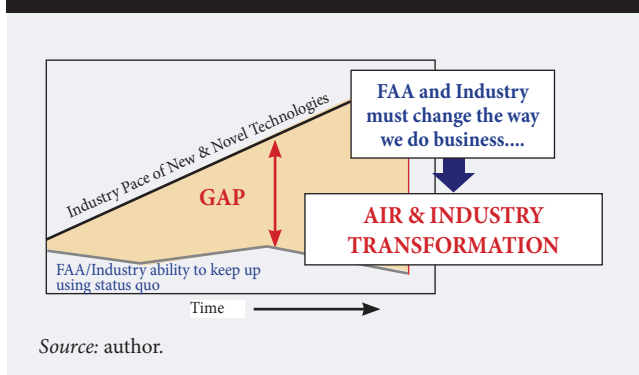 FAA and Industry
must change the way
we do business....
Industry Pace of New & Novel Technologies
GAP
AIR & INDUSTRY
TRANSFORMATION
FAA/Industry ability to keep up
using status quo
Time
Source: author.